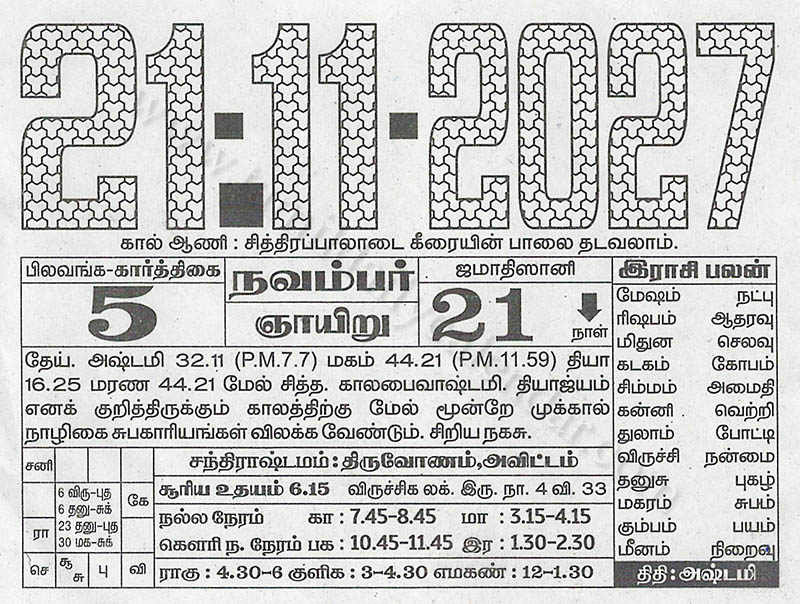 21.11.2027
கால் ஆணி : சித்திரப்பாலாடை கீரையின் பாலை தடவலாம்.
பிலவங்க-கார்த்திகை
5
நவம்பர்
ஞாயிறு
ஜமாதிஸானி
21
நாள்
தேய். அஷ்டமி 32.11 (P.M.7.7) மகம் 44.21 (P.M.11.59) தியா
16.25 மரண 44.21 மேல் சித்த. காலபைவாஷ்டமி. தியாஜ்யம்
எனக் குறித்திருக்கும் காலத்திற்கு மேல் மூன்றே முக்கால்
நாழிகை சுபகாரியங்கள் விலக்க வேண்டும். சிறிய நகசு.
சனி
6 விரு-புத
6 தனு-சுக்
கே
ரா
23 தனு-புத
30 மக-சுக்
செ சூ சு பு வி
சந்திராஷ்டமம் : திருவோணம்,அவிட்டம்
சூரிய உதயம் 6.15 விருச்சிக லக். இரு. நா. 4 வி. 33
நல்ல நேரம் கா : 7.45-8.45 மா : 3.15-4.15
கௌரி ந. நேரம் பக : 10.45-11.45 இர : 1.30-2.30
ராகு : 4.30-6 குளிக : 3-4.30 எமகண் : 12-1.30
இராசி பலன்
மேஷம் நட்பு
ரிஷபம் ஆதரவு
மிதுன செலவு
கடகம் கோபம்
சிம்மம் அமைதி
கன்னி வெற்றி
துலாம் போட்டி
விருச்சி நன்மை
தனுசு புகழ்
மகரம் சுபம்
கும்பம் பயம்
மீனம் நிறைவு
திதி : அஷ்டமி